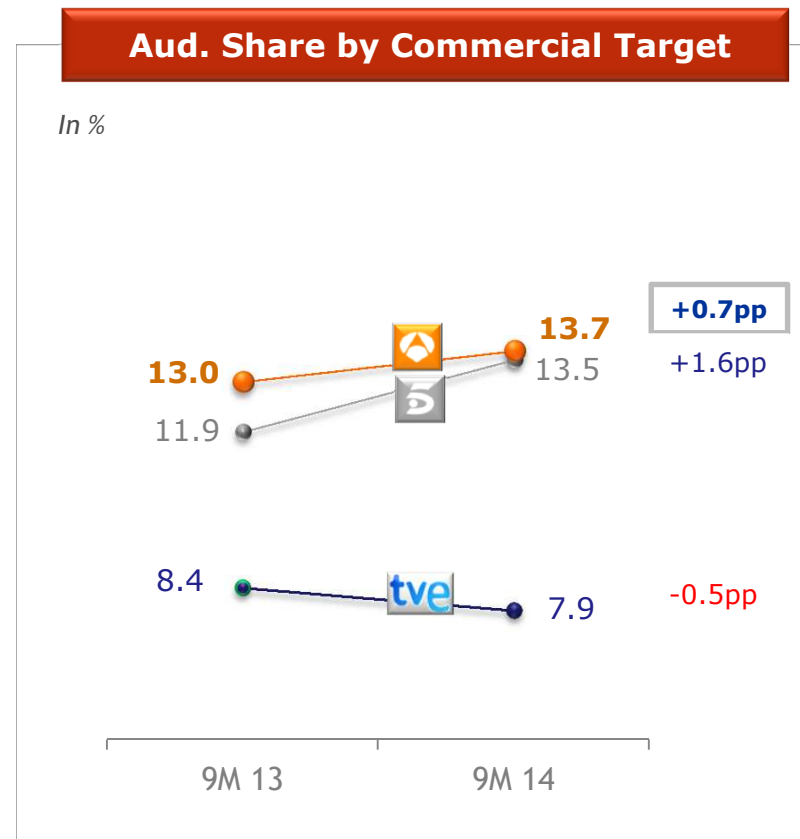 Aud. Share by Commercial Target
In %
+0.7pp
13.7
13.0
13.5
+1.6pp
11.9
5
8.4
tve
7.9
-0.5pp
9M 13
9M 14